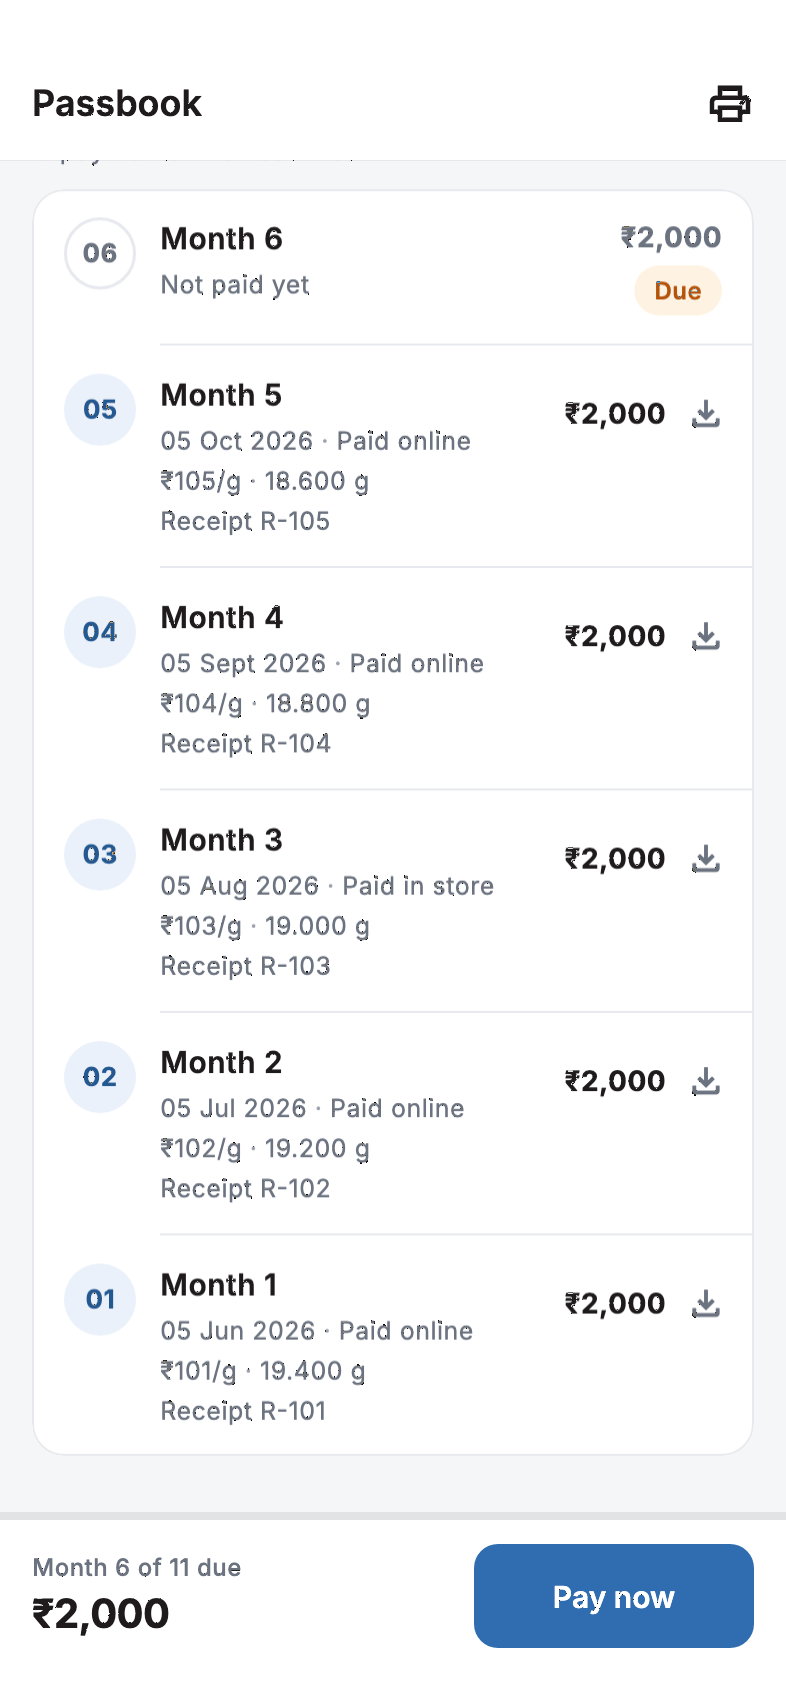 Passbook
06
Month 6
₹2,000
Not paid yet
Due
05
Month 5
₹2,000
05 Oct 2026 · Paid online
₹105/g · 18.600 g
Receipt R-105
04
Month 4
₹2,000
05 Sept 2026 · Paid online
₹104/g · 18.800 g
Receipt R-104
03
Month 3
₹2,000
05 Aug 2026 · Paid in store
₹103/g · 19.000 g
Receipt R-103
02
Month 2
₹2,000
05 Jul 2026 · Paid online
₹102/g · 19.200 g
Receipt R-102
01
Month 1
₹2,000
05 Jun 2026 · Paid online
₹101/g · 19.400 g
Receipt R-101
Month 6 of 11 due
₹2,000
Pay now